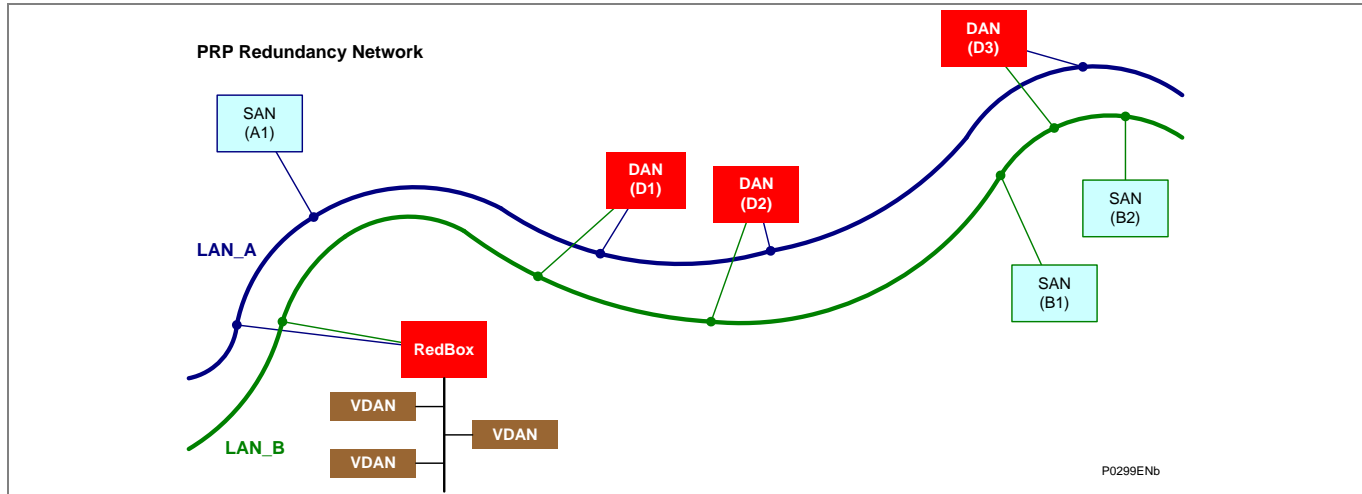 PRP Redundancy Network
DAN
(D3)
SAN
(A1)
DAN
(D1)
DAN
(D2)
SAN
(B2)
LAN_A
SAN
(B1)
RedBox
VDAN
VDAN
LAN_B
VDAN
P0299ENb